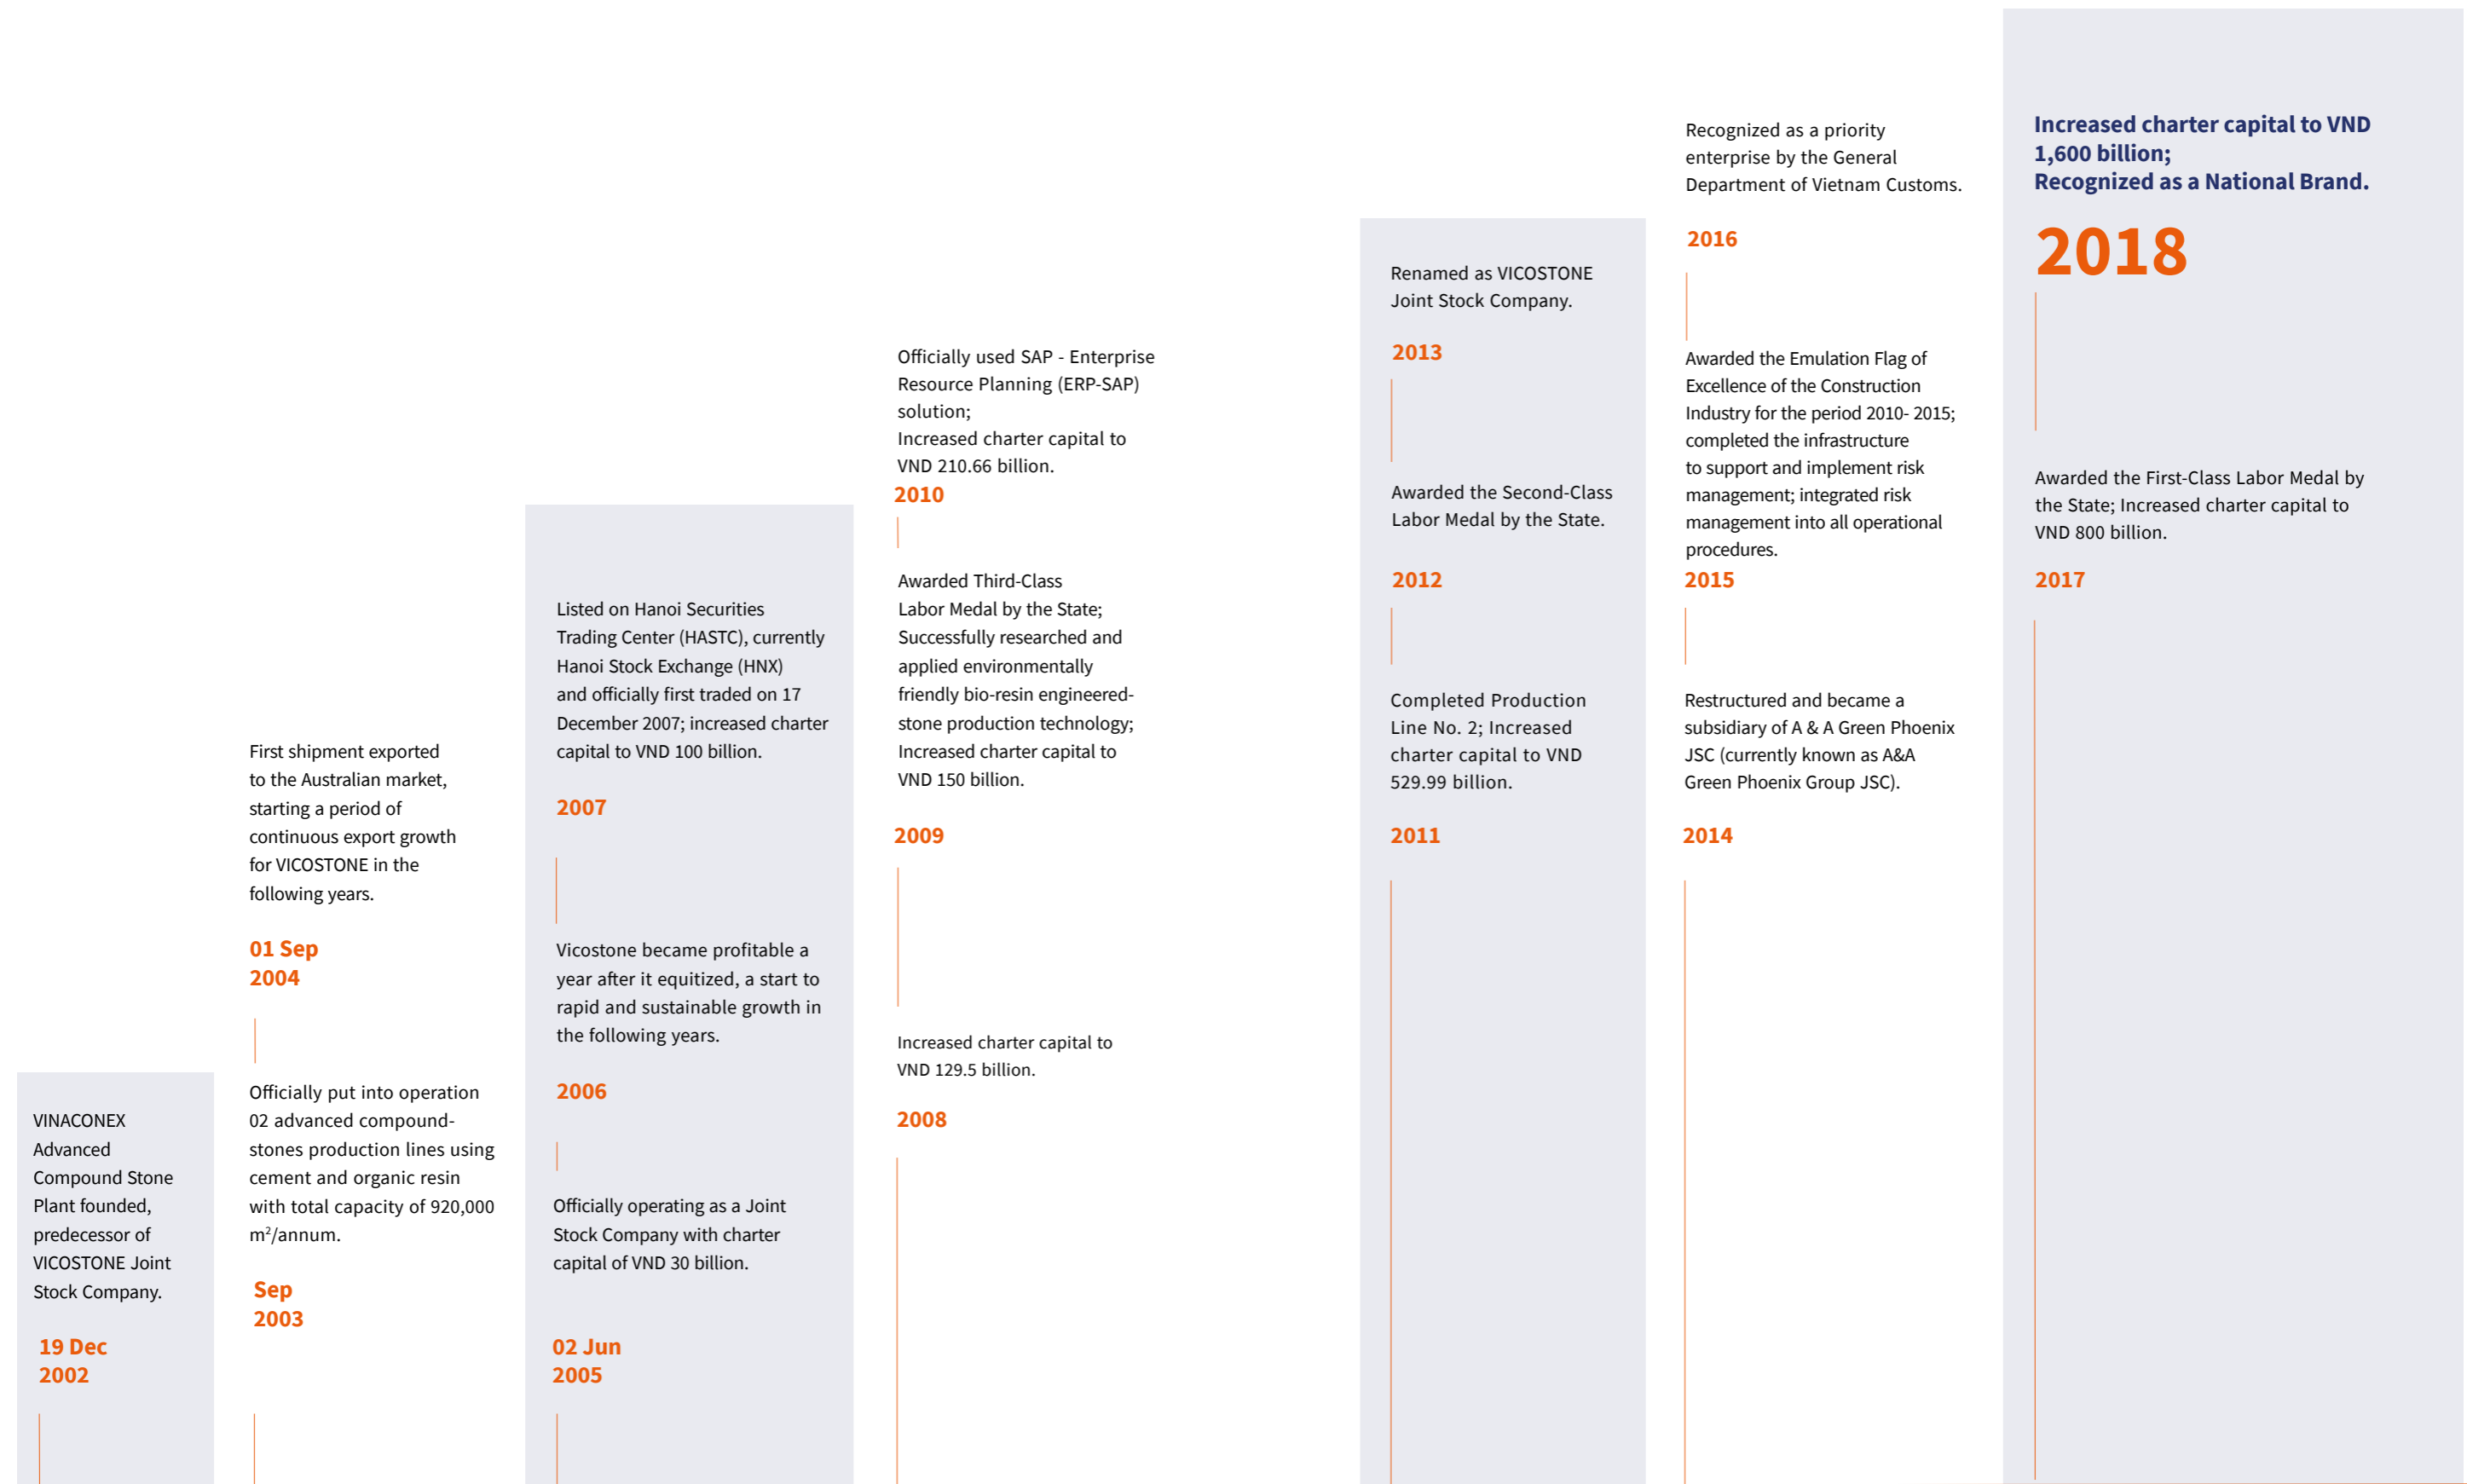 VINACONEX
Advanced
Compound Stone
Plant founded,
predecessor of
VICOSTONE Joint
Stock Company.
19 Dec
2002
First shipment exported
to the Australian market,
starting a period of
continuous export growth
for VICOSTONE in the
following years.
01 Sep
2004
Officially put into operation
02 advanced compound-
stones production lines using
cement and organic resin
with total capacity of 920,000
m²/annum.
Sep
2003
Listed on Hanoi Securities
Trading Center (HASTC), currently
Hanoi Stock Exchange (HNX)
and officially first traded on 17
December 2007; increased charter
capital to VND 100 billion.
2007
Vicostone became profitable a
year after it equitized, a start to
rapid and sustainable growth in
the following years.
2006
Officially operating as a Joint
Stock Company with charter
capital of VND 30 billion.
02 Jun
2005
Officially used SAP - Enterprise
Resource Planning (ERP-SAP)
solution;
Increased charter capital to
VND 210.66 billion.
2010
Awarded Third-Class
Labor Medal by the State;
Successfully researched and
applied environmentally
friendly bio-resin engineered-
stone production technology;
Increased charter capital to
VND 150 billion.
2009
Increased charter capital to
VND 129.5 billion.
2008
Renamed as VICOSTONE
Joint Stock Company.
2013
Awarded the Second-Class
Labor Medal by the State.
2012
Completed Production
Line No. 2; Increased
charter capital to VND
529.99 billion.
2011
Recognized as a priority
enterprise by the General
Department of Vietnam Customs.
2016
Awarded the Emulation Flag of
Excellence of the Construction
Industry for the period 2010- 2015;
completed the infrastructure
to support and implement risk
management; integrated risk
management into all operational
procedures.
2015
Restructured and became a
subsidiary of A & A Green Phoenix
JSC (currently known as A&A
Green Phoenix Group JSC).
2014
Increased charter capital to VND
1,600 billion;
Recognized as a National Brand.
2018
Awarded the First-Class Labor Medal by
the State; Increased charter capital to
VND 800 billion.
2017